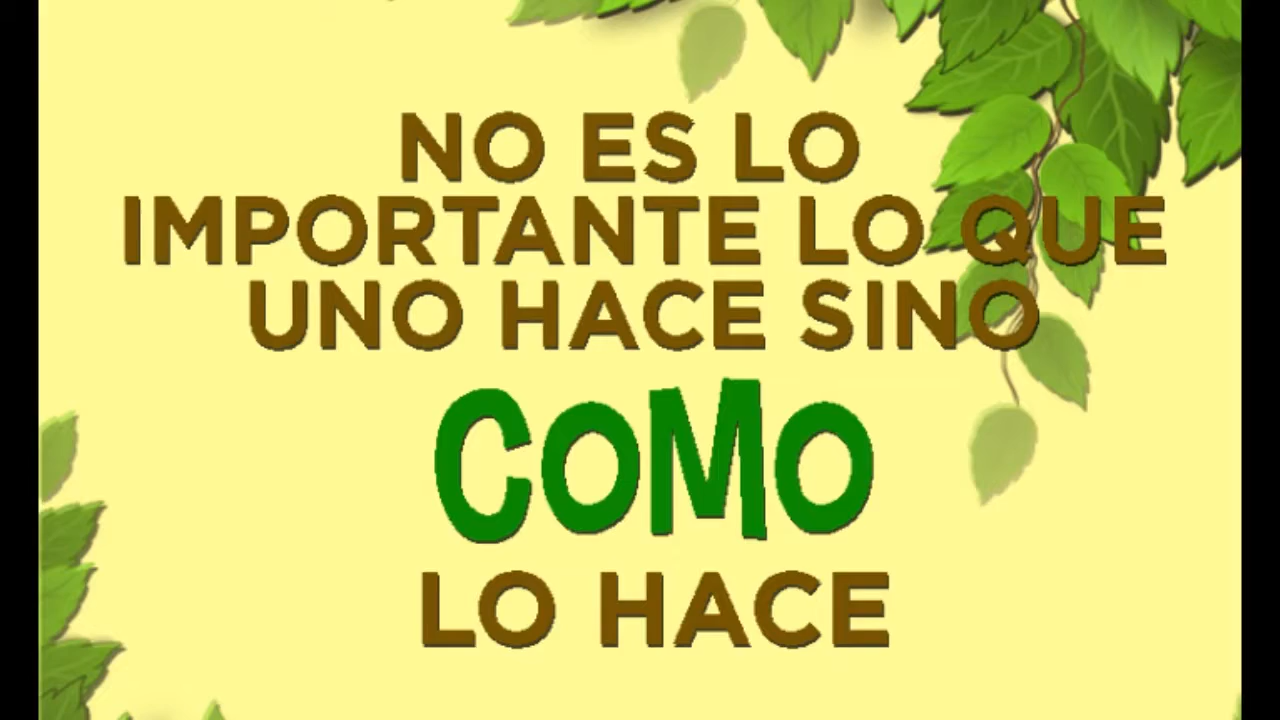 NO ES LO
IMPORTANTE LO QUE
UNO HACE SINO
COMO
LO HACE